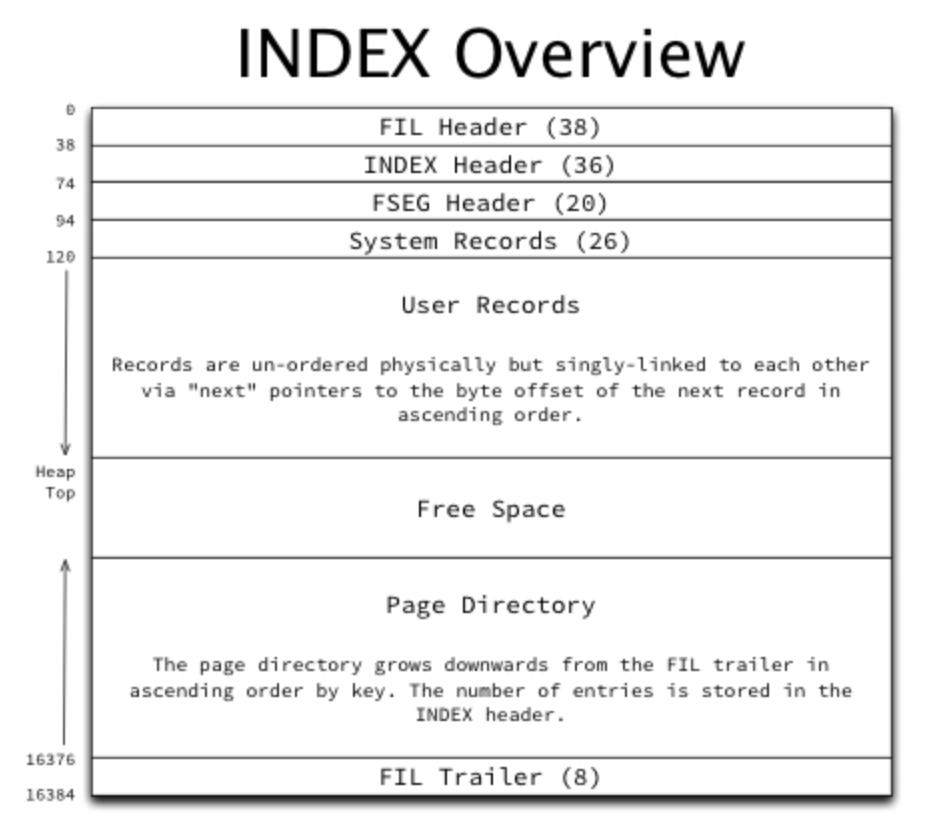 INDEX Overview
0
FIL Header (38)
38
INDEX Header (36)
74
FSEG Header (20)
94
System Records (26)
120
User Records
Records are un-ordered physically but singly-linked to each other
via "next" pointers to the byte offset of the next record in
ascending order.
Heap
Top
Free Space
Page Directory
The page directory grows downwards from the FIL trailer in
ascending order by key. The number of entries is stored in the
INDEX header.
16376
FIL Trailer (8)
16384